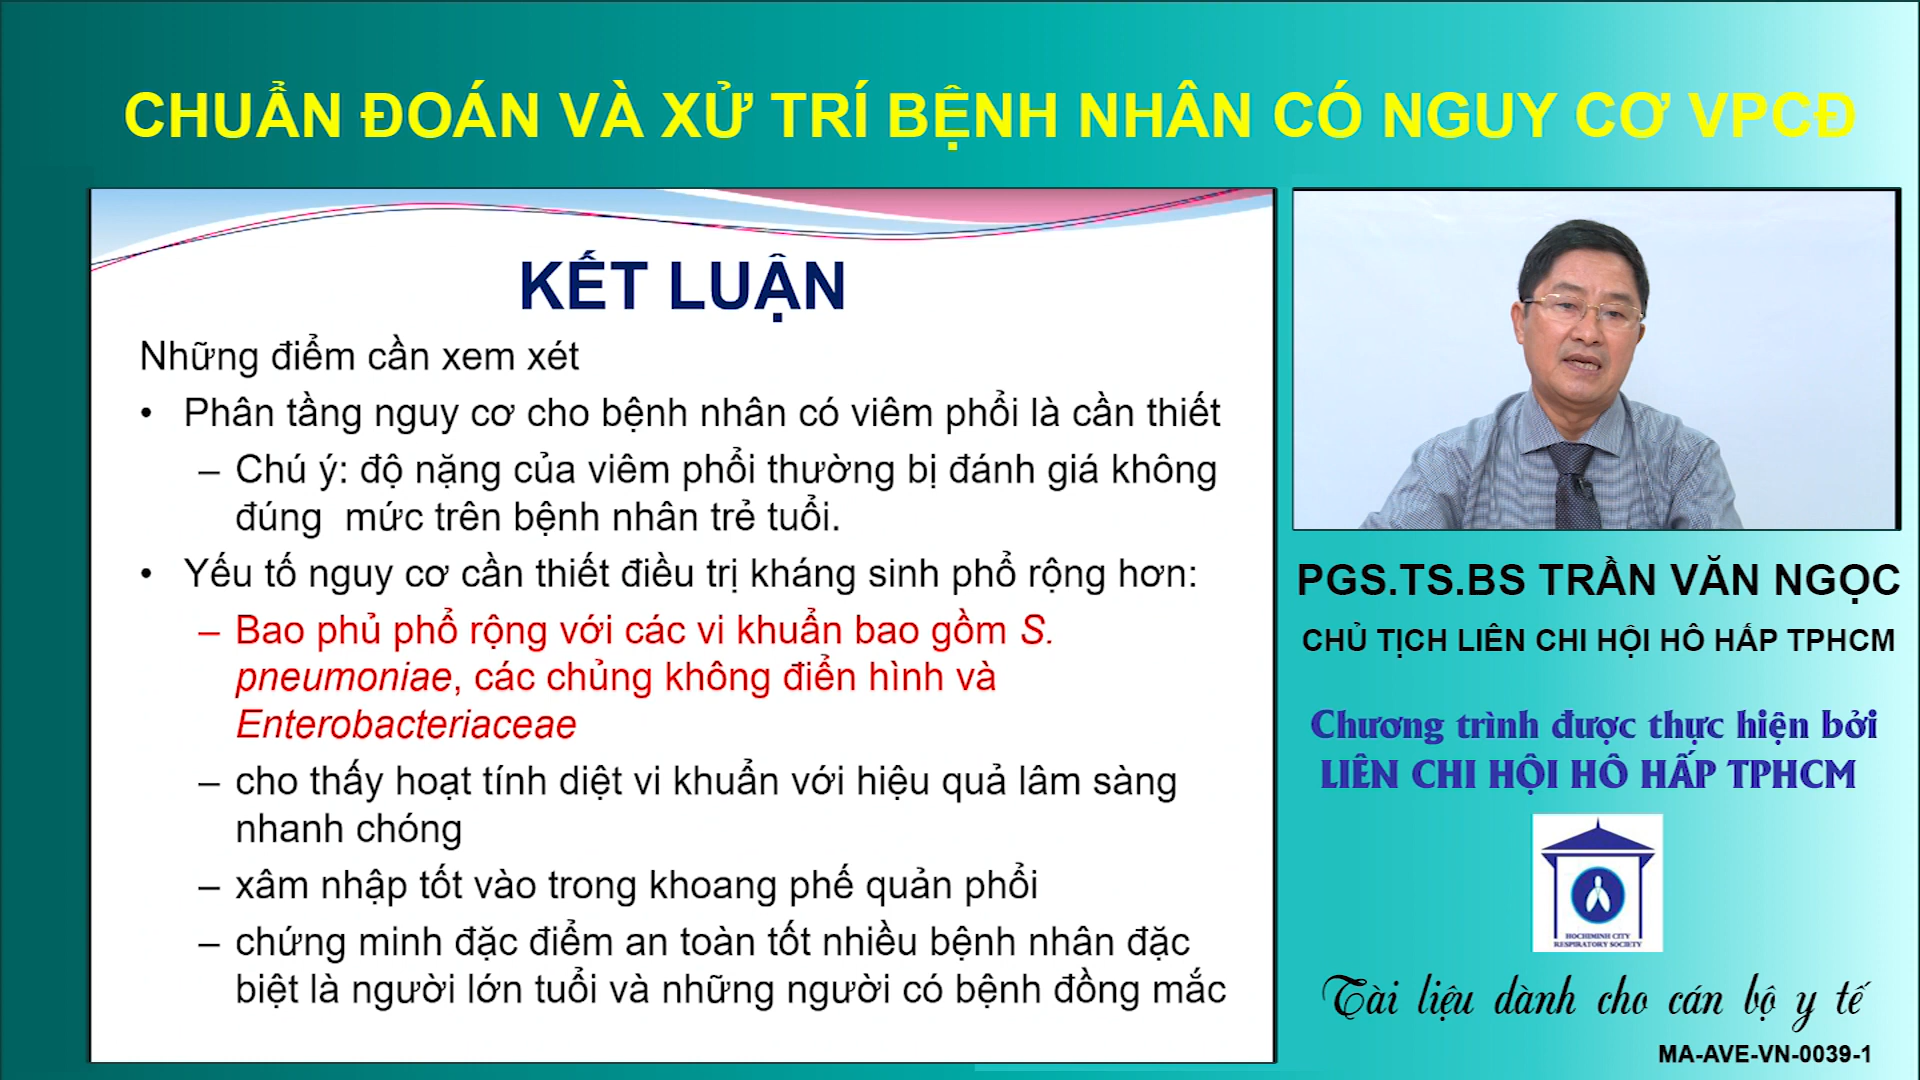 CHUẨN ĐOÁN VÀ XỬ TRÍ BỆNH NHÂN CÓ NGUY CƠ VPCĐ
KẾT LUẬN
Những điểm cần xem xét
• Phân tầng nguy cơ cho bệnh nhân có viêm phổi là cần thiết
– Chú ý: độ nặng của viêm phổi thường bị đánh giá không
đúng mức trên bệnh nhân trẻ tuổi.
• Yếu tố nguy cơ cần thiết điều trị kháng sinh phổ rộng hơn:
– Bao phủ phổ rộng với các vi khuẩn bao gồm S.
pneumoniae, các chủng không điển hình và
Enterobacteriaceae
– cho thấy hoạt tính diệt vi khuẩn với hiệu quả lâm sàng
nhanh chóng
– xâm nhập tốt vào trong khoang phế quản phổi
– chứng minh đặc điểm an toàn tốt nhiều bệnh nhân đặc
biệt là người lớn tuổi và những người có bệnh đồng mắc
PGS.TS.BS TRẦN VĂN NGỌC
CHỦ TỊCH LIÊN CHI HỘI HÔ HẤP TPHCM
Chương trình được thực hiện bởi
LIÊN CHI HỘI HÔ HẤP TPHCM
HOCHIMINH CITY
RESPIRATORY SOCIETY
Tài liệu dành cho cán bộ y tế
MA-AVE-VN-0039-1